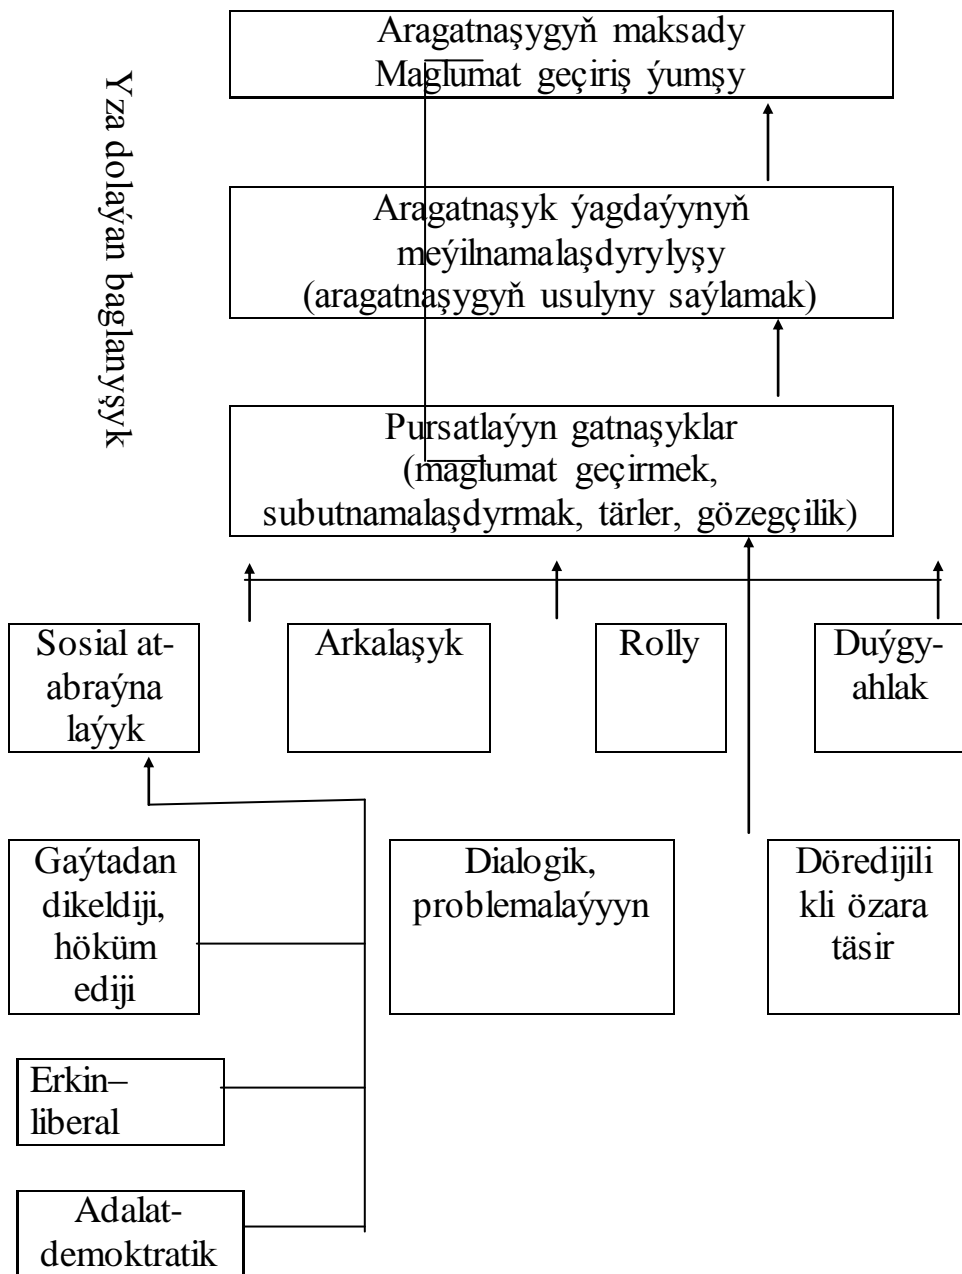 Aragatnaşygyň maksady
Maglumat geçiriş ýumşy
Yza dolaýan baglanyşyk
Aragatnaşyk ýagdaýynyň
meýilnamalaşdyrylyşy
(aragatnaşygyň usulyny saýlamak)
Pursatlaýyn gatnaşyklar
(maglumat geçirmek,
subutnamalaşdyrmak, tärler, gözegçilik)
Sosial at-
abraýna
laýyk
Arkalaşyk
Rolly
Duýgy-
ahlak
Gaýtadan
dikeldiji,
höküm
ediji
Dialogik,
problemalaýyyn
Döredijili
kli özara
täsir
Erkin–
liberal
Adalat-
demoktratik